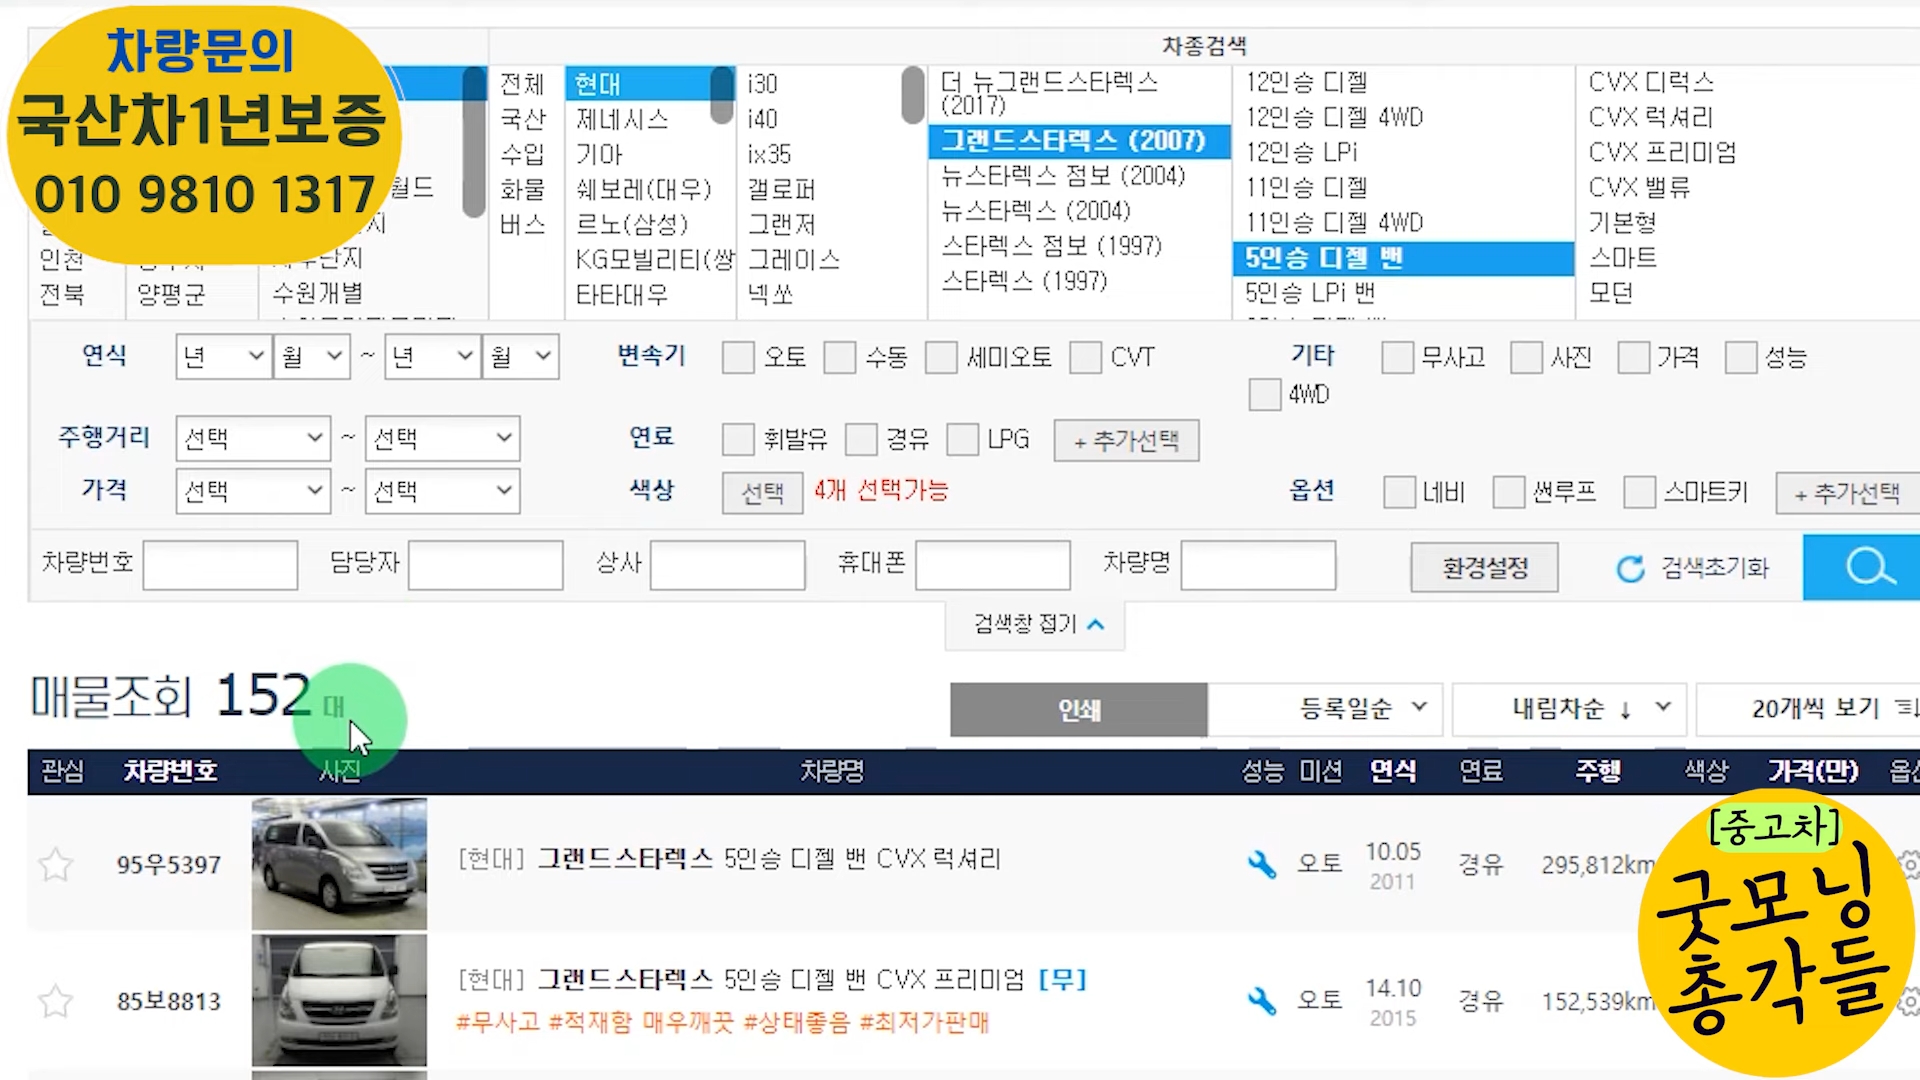 차량문의
국산차1년보증
010 9810 1317
차종검색
월드
인천
전북
양평군
수원개별
전체
국산
수입
화물
버스
현대
제네시스
기아
쉐보레(대우)
르노(삼성)
KG모빌리티(쌍
타타대우
i30
i40
ix35
갤로퍼
그랜저
그레이스
넥쏘
더 뉴그랜드스타렉스
(2017)
그랜드스타렉스 (2007)
뉴스타렉스 점보 (2004)
뉴스타렉스 (2004)
스타렉스 점보 (1997)
스타렉스 (1997)
12인승 디젤
12인승 디젤 4WD
12인승 LPi
11인승 디젤
11인승 디젤 4WD
5인승 디젤 밴
5인승 LPi 밴
CVX 디럭스
CVX 럭셔리
CVX 프리미엄
CVX 밸류
기본형
스마트
모던
연식 년 월 ~ 년 월 변속기 오토 수동 세미오토 CVT 기타 무사고 사진 가격 성능
4WD
주행거리 선택 ~ 선택 연료 휘발유 경유 LPG + 추가선택
가격 선택 ~ 선택 색상 선택 4개 선택가능 옵션 네비 썬루프 스마트키 + 추가선택
차량번호 담당자 상사 휴대폰 차량명 환경설정 검색초기화
검색창 접기
매물조회 152 대 인쇄 등록일순 내림차순 ↓ 20개씩 보기
관심 차량번호 사진 차량명 성능 미션 연식 연료 주행 색상 가격(만)
95우5397 [현대] 그랜드스타렉스 5인승 디젤 밴 CVX 럭셔리 오토 10.05 경유 295,812km
2011
85보8813 [현대] 그랜드스타렉스 5인승 디젤 밴 CVX 프리미엄 [무] 오토 14.10 경유 152,539km
#무사고 #적재함 매우깨끗 #상태좋음 #최저가판매 2015
[중고차]
굿모닝
총각들